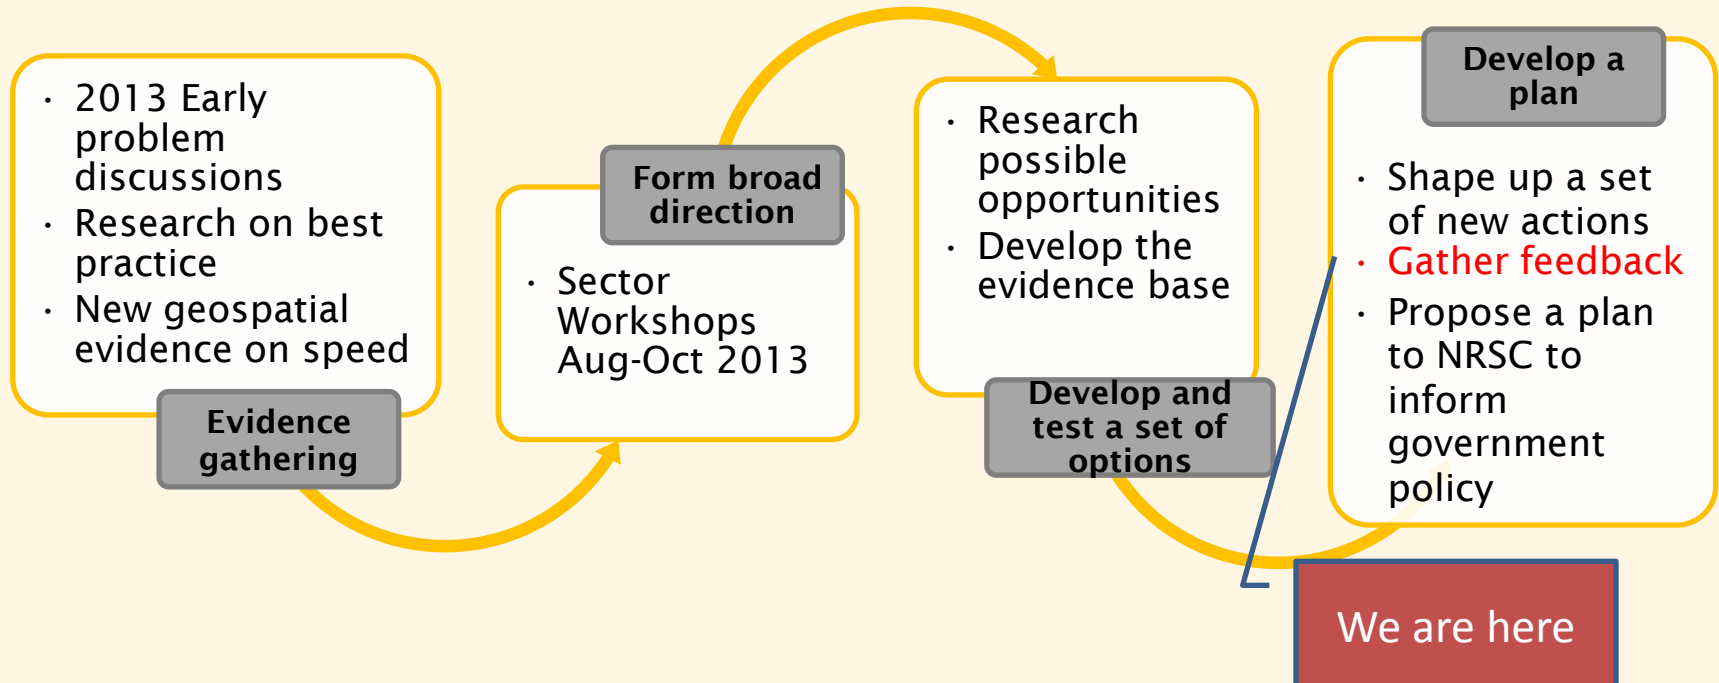 · 2013 Early
problem
discussions
· Research on best
practice
· New geospatial
evidence on speed
Evidence
gathering
Form broad
direction
· Sector
Workshops
Aug-Oct 2013
· Research
possible
opportunities
· Develop the
evidence base
Develop and
test a set of
options
Develop a
plan
· Shape up a set
of new actions
· Gather feedback
· Propose a plan
to NRSC to
inform
government
policy
We are here